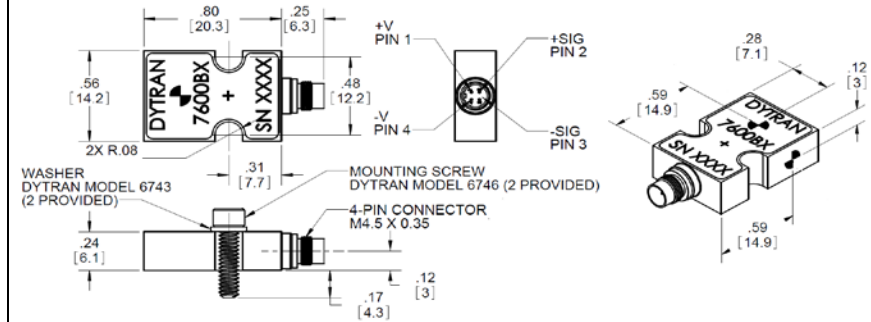 .80
[20.3]
.25
[6.3]
.56
[14.2]
DYTRAN
7600BX
+
SN XXXX
.48
[12.2]
2X R.08
.31
[7.7]
+V
PIN 1
+SIG
PIN 2
-V
PIN 4
-SIG
PIN 3
.28
[7.1]
.12
[3]
.59
[14.9]
DYTRAN
7600BX
+
SN XXXX
.59
[14.9]
WASHER
DYTRAN MODEL 6743
(2 PROVIDED)
MOUNTING SCREW
DYTRAN MODEL 6746 (2 PROVIDED)
4-PIN CONNECTOR
M4.5 X 0.35
.24
[6.1]
.12
[3]
.17
[4.3]